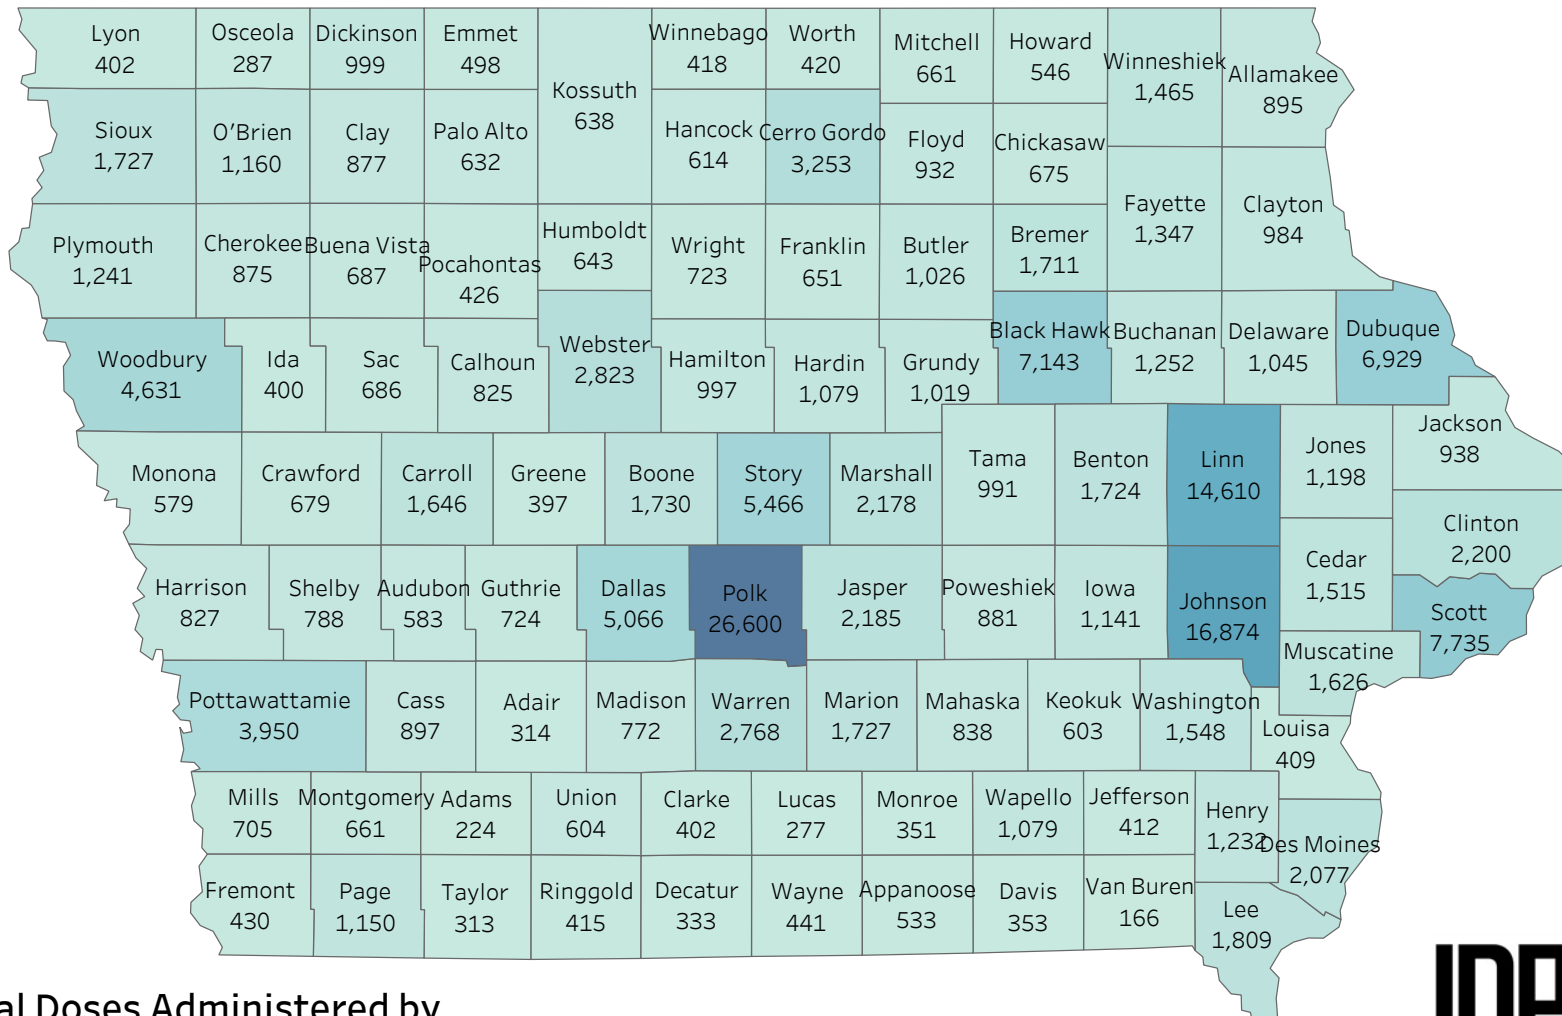 Lyon
402
Osceola
287
Dickinson
999
Emmet
498
Kossuth
638
Winnebago
418
Worth
420
Mitchell
661
Howard
546
Winneshiek
1,465
Allamakee
895
Sioux
1,727
O'Brien
1,160
Clay
877
Palo Alto
632
Hancock
614
Cerro Gordo
3,253
Floyd
932
Chickasaw
675
Fayette
1,347
Clayton
984
Plymouth
1,241
Cherokee
875
Buena Vista
687
Pocahontas
426
Humboldt
643
Wright
723
Franklin
651
Butler
1,026
Bremer
1,711
Woodbury
4,631
Ida
400
Sac
686
Calhoun
825
Webster
2,823
Hamilton
997
Hardin
1,079
Grundy
1,019
Black Hawk
7,143
Buchanan
1,252
Delaware
1,045
Dubuque
6,929
Monona
579
Crawford
679
Carroll
1,646
Greene
397
Boone
1,730
Story
5,466
Marshall
2,178
Tama
991
Benton
1,724
Linn
14,610
Jones
1,198
Jackson
938
Clinton
2,200
Harrison
827
Shelby
788
Audubon
583
Guthrie
724
Dallas
5,066
Polk
26,600
Jasper
2,185
Poweshiek
881
Iowa
1,141
Johnson
16,874
Cedar
1,515
Scott
7,735
Muscatine
1,626
Pottawattamie
3,950
Cass
897
Adair
314
Madison
772
Warren
2,768
Marion
1,727
Mahaska
838
Keokuk
603
Washington
1,548
Louisa
409
Mills
705
Montgomery
661
Adams
224
Union
604
Clarke
402
Lucas
277
Monroe
351
Wapello
1,079
Jefferson
412
Henry
1,232
Des Moines
2,077
Fremont
430
Page
1,150
Taylor
313
Ringgold
415
Decatur
333
Wayne
441
Appanoose
533
Davis
353
Van Buren
166
Lee
1,809
al Doses Administered by